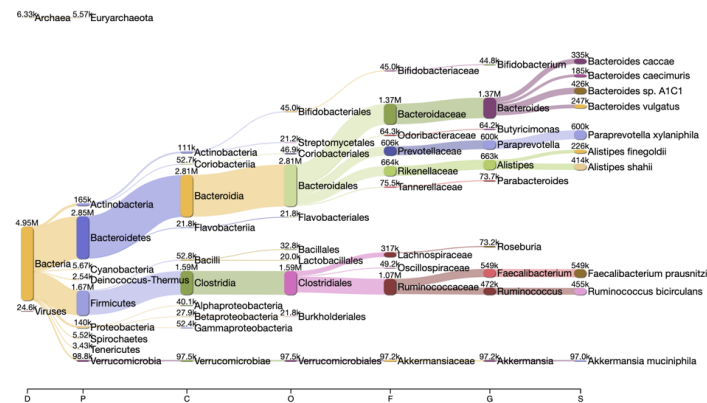 6.33k Archaea 5.57k Euryarchaeota
335k Bacteroides caccae
45.0k Bifidobacteriaceae 44.8k Bifidobacterium
185k Bacteroides caecimuris
426k Bacteroides sp. A1C1
1.37M Bacteroidaceae 1.37M Bacteroides
247k Bacteroides vulgatus
45.0k Bifidobacteriales
64.3k Odoribacteraceae 64.2k Butyricimonas
600k Paraprevotella xylaniphila
21.2k Streptomycetales
606k Prevotellaceae 600k Paraprevotella
111k Actinobacteria 46.9k Coriobacteriales
226k Alistipes finegoldii
52.7k Coriobacteriia
2.81M Bacteroidales
664k Rikenellaceae 663k Alistipes
414k Alistipes shahii
2.81M Bacteroidia
75.5k Tannerellaceae 73.7k Parabacteroides
165k Actinobacteria
2.85M Bacteroidetes
21.8k Flavobacteriia 21.8k Flavobacteriales
4.95M Bacteria
32.8k Bacillales
73.2k Roseburia
317k Lachnospiraceae
52.8k Bacilli 20.0k Lactobacillales
5.67k Cyanobacteria
49.2k Oscillospiraceae
549k Faecalibacterium 549k Faecalibacterium prausnitzi
2.54k Deinococcus-Thermus
1.59M Clostridia 1.59M Clostridiales
1.07M Ruminococcaceae 472k Ruminococcus 455k Ruminococcus bicirculans
1.67M Firmicutes
24.6k Viruses
40.1k Alphaproteobacteria
27.9k Betaproteobacteria 21.8k Burkholderiales
140k Proteobacteria 52.4k Gammaproteobacteria
5.52k Spirochaetes
3.43k Tenericutes
98.8k Verrucomicrobia 97.5k Verrucomicrobiae 97.5k Verrucomicrobiales 97.2k Akkermansiaceae 97.2k Akkermansia 97.0k Akkermansia muciniphila
D P C O F G S